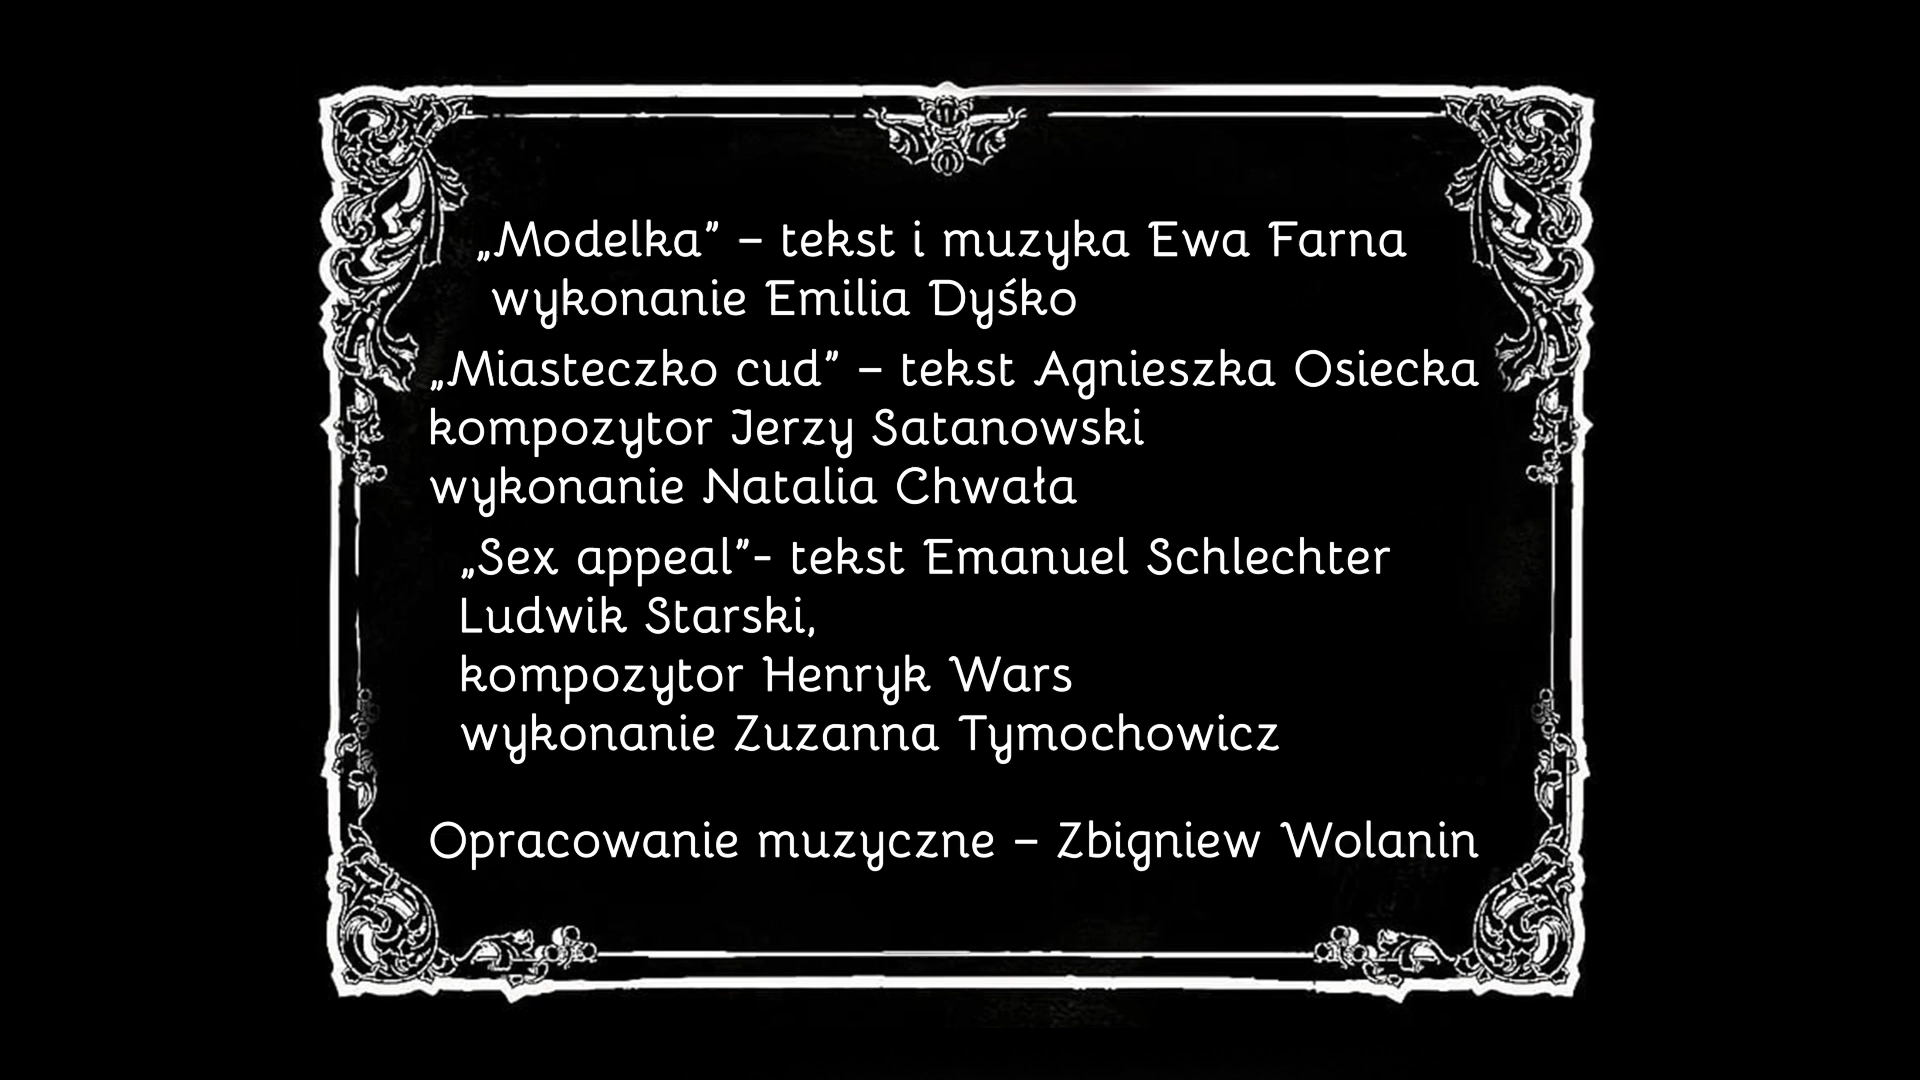 „Modelka” – tekst i muzyka Ewa Farna
wykonanie Emilia Dyśko
„Miasteczko cud” – tekst Agnieszka Osiecka
kompozytor Jerzy Satanowski
wykonanie Natalia Chwała
„Sex appeal”- tekst Emanuel Schlechter
Ludwik Starski,
kompozytor Henryk Wars
wykonanie Zuzanna Tymochowicz
Opracowanie muzyczne – Zbigniew Wolanin